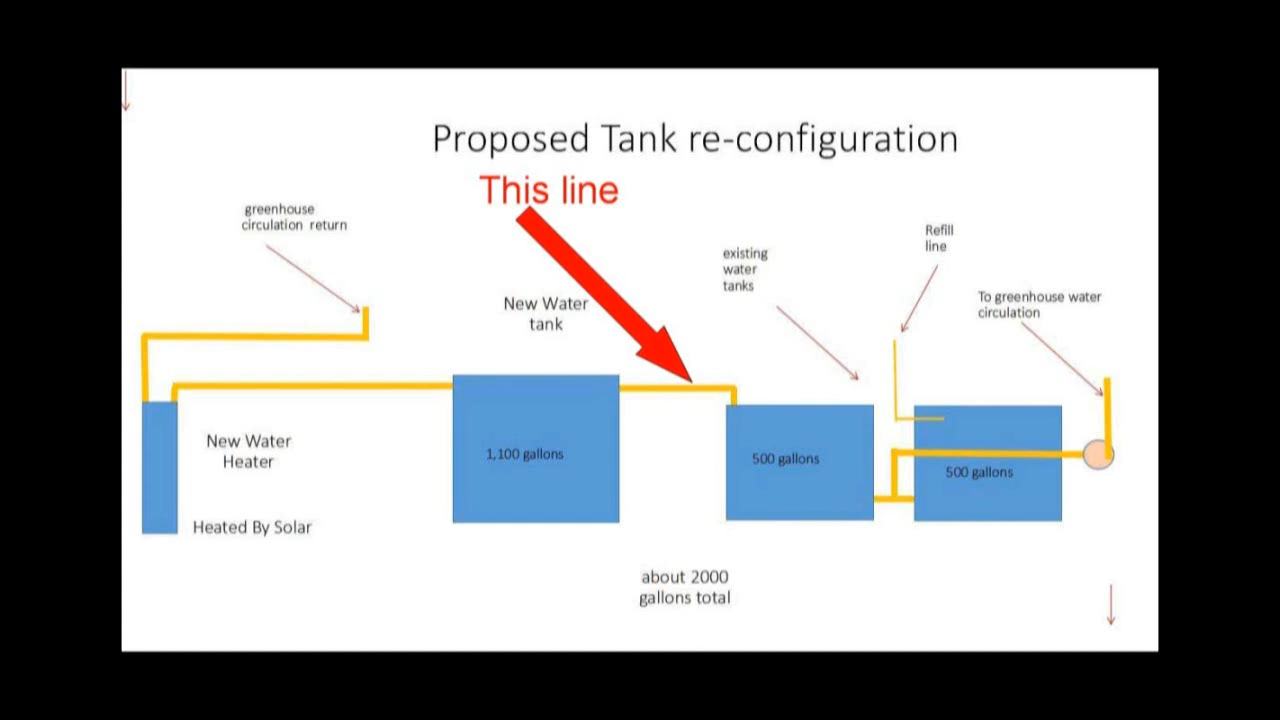 Proposed Tank re-configuration
This line
greenhouse
circulation return
Refill
line
existing
water
tanks
To greenhouse water
circulation
New Water
tank
New Water
Heater
1,100 gallons
500 gallons
500 gallons
Heated By Solar
about 2000
gallons total